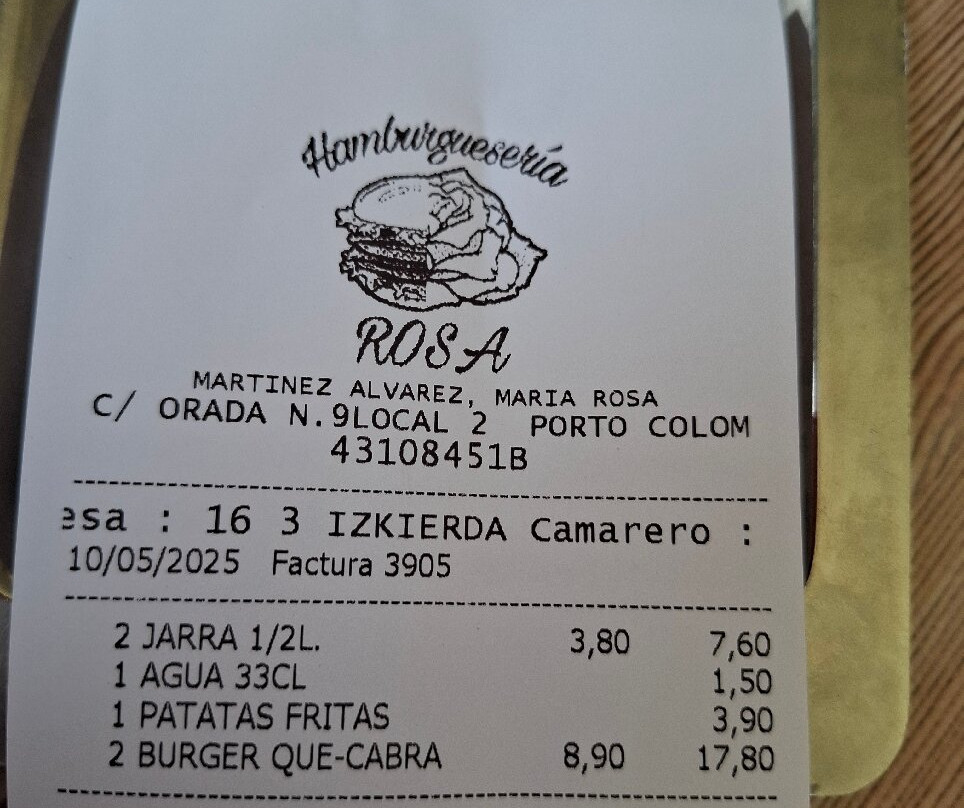 Hamburguesería
ROSA
MARTINEZ ALVAREZ, MARIA ROSA
C/ ORADA N.9LOCAL 2 PORTO COLOM
43108451B
esa : 16 3 IZKIERDA Camarero :
10/05/2025 Factura 3905
2 JARRA 1/2L. 3,80 7,60
1 AGUA 33CL 1,50
1 PATATAS FRITAS 3,90
2 BURGER QUE-CABRA 8,90 17,80